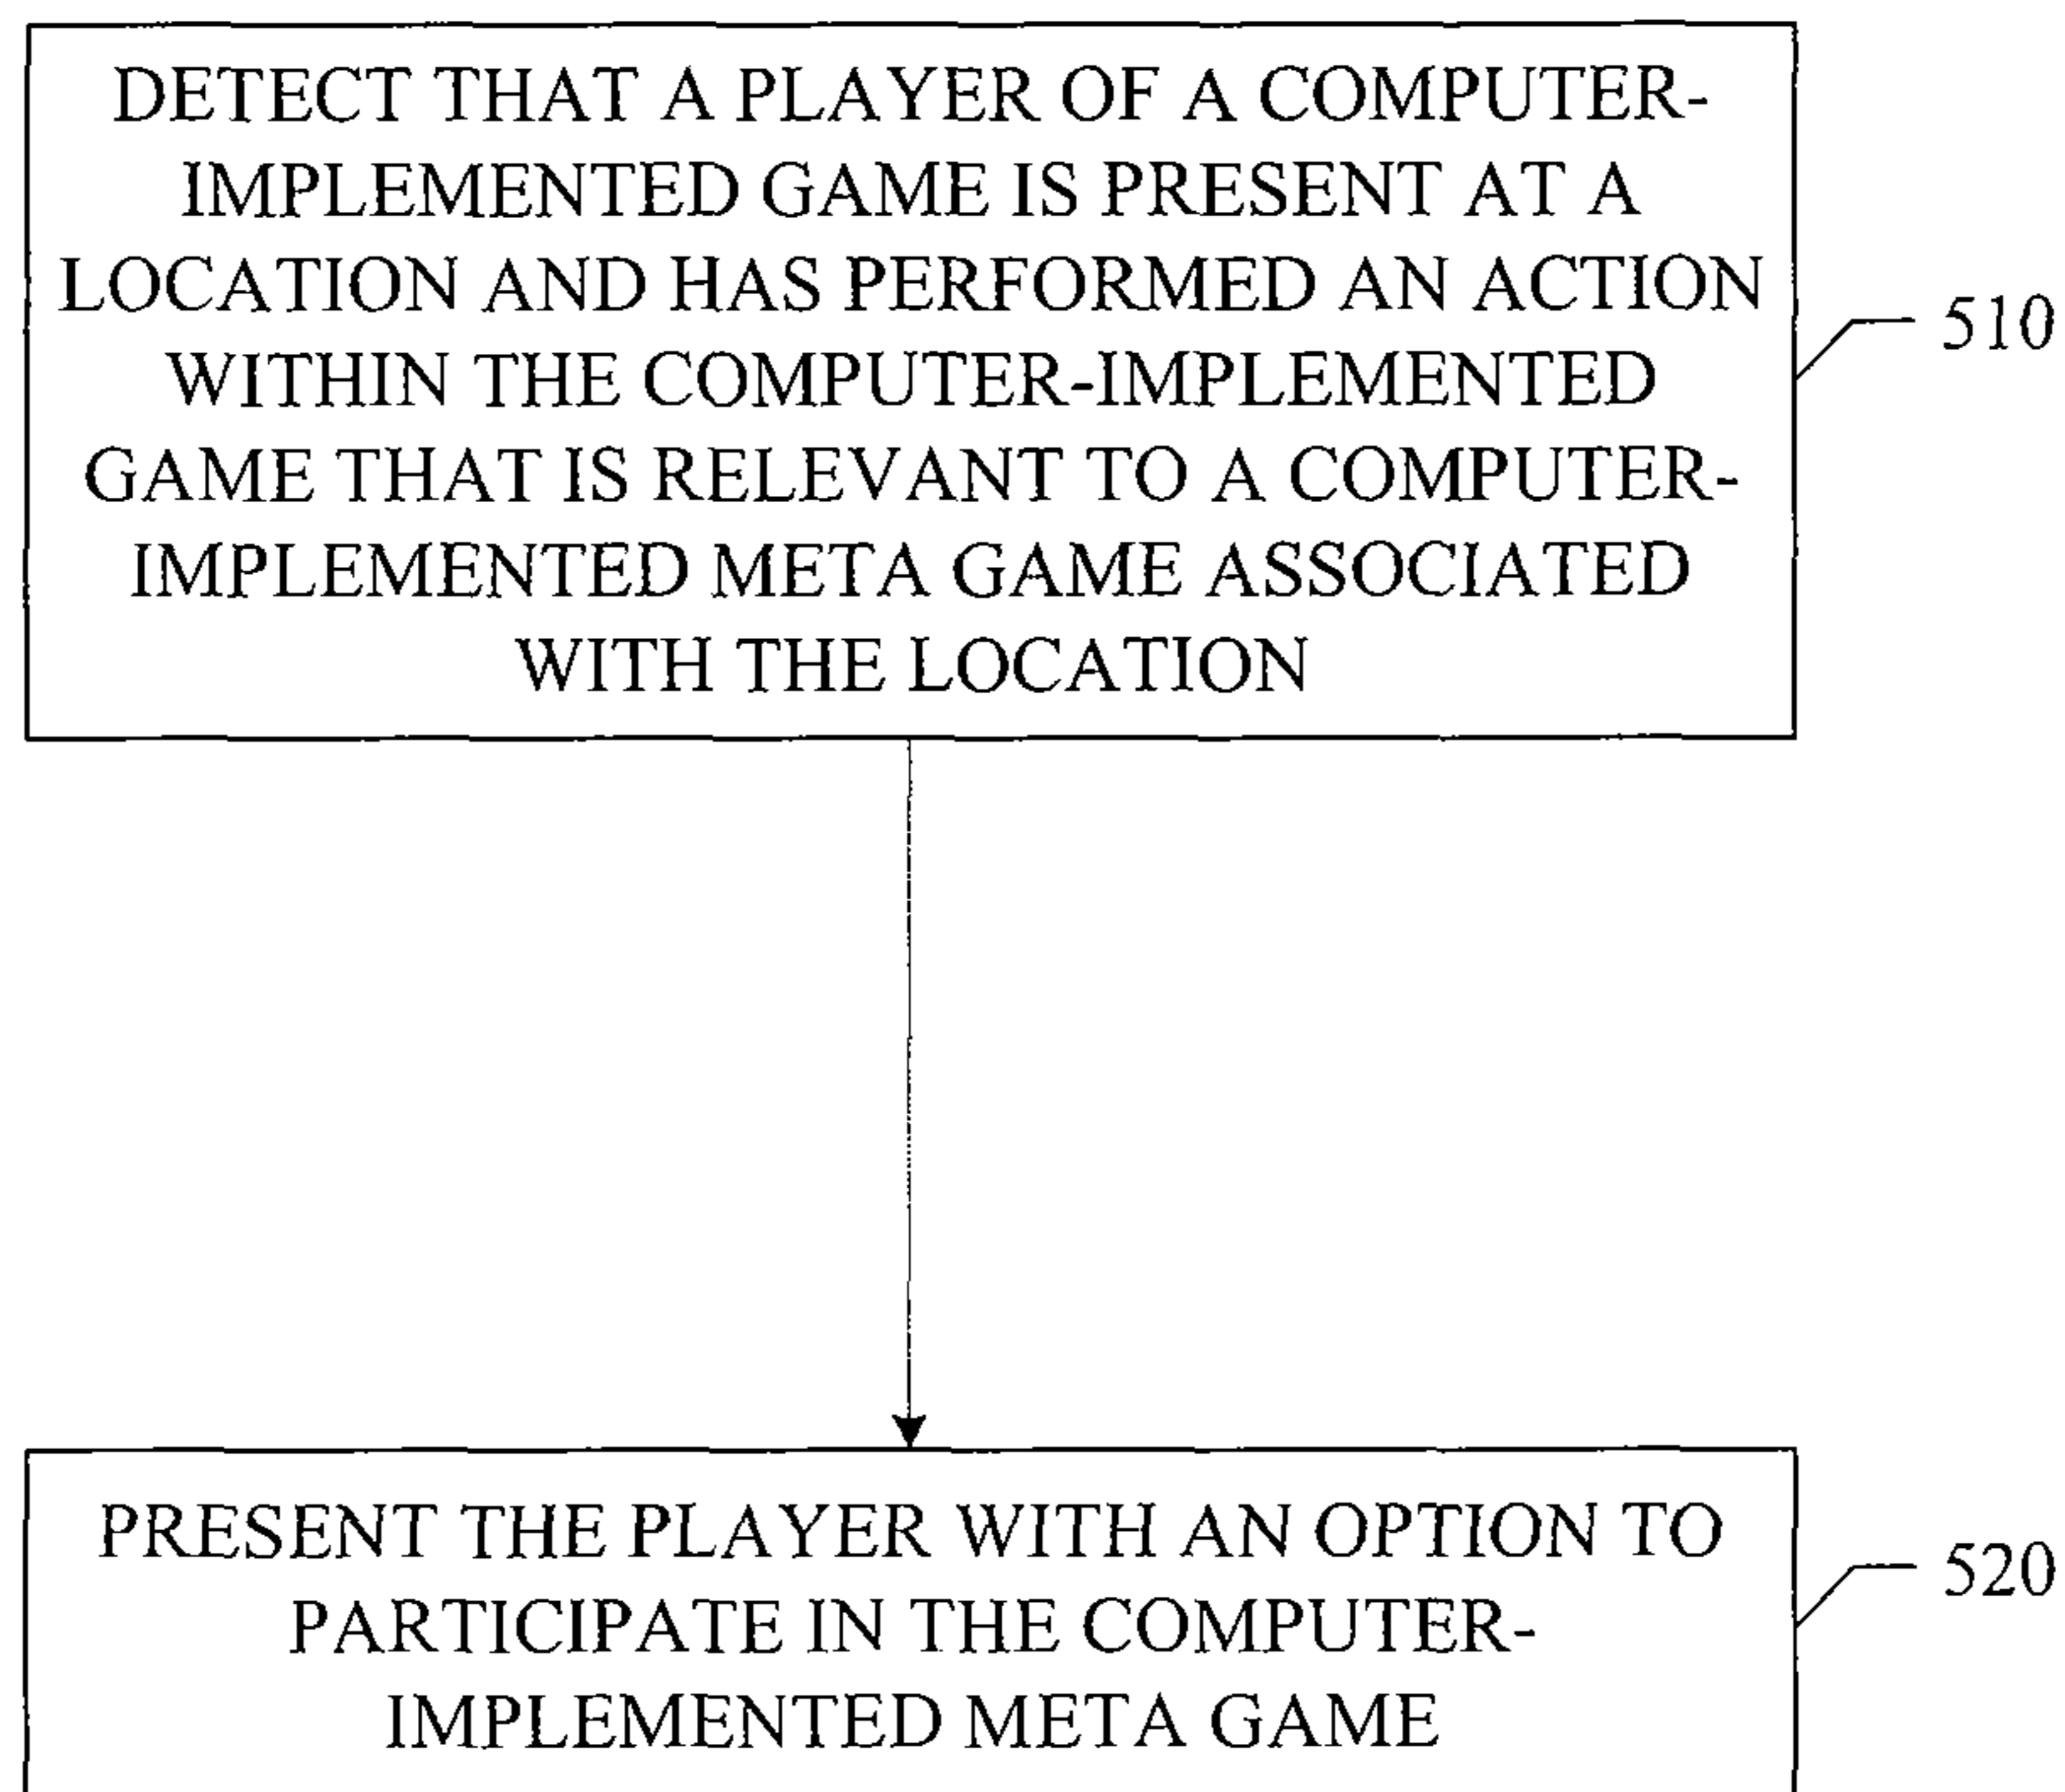 DETECT THAT A PLAYER OF A COMPUTER-
IMPLEMENTED GAME IS PRESENT AT A
LOCATION AND HAS PERFORMED AN ACTION
WITHIN THE COMPUTER-IMPLEMENTED
GAME THAT IS RELEVANT TO A COMPUTER-
IMPLEMENTED META GAME ASSOCIATED
WITH THE LOCATION
510
PRESENT THE PLAYER WITH AN OPTION TO
PARTICIPATE IN THE COMPUTER-
IMPLEMENTED META GAME
520